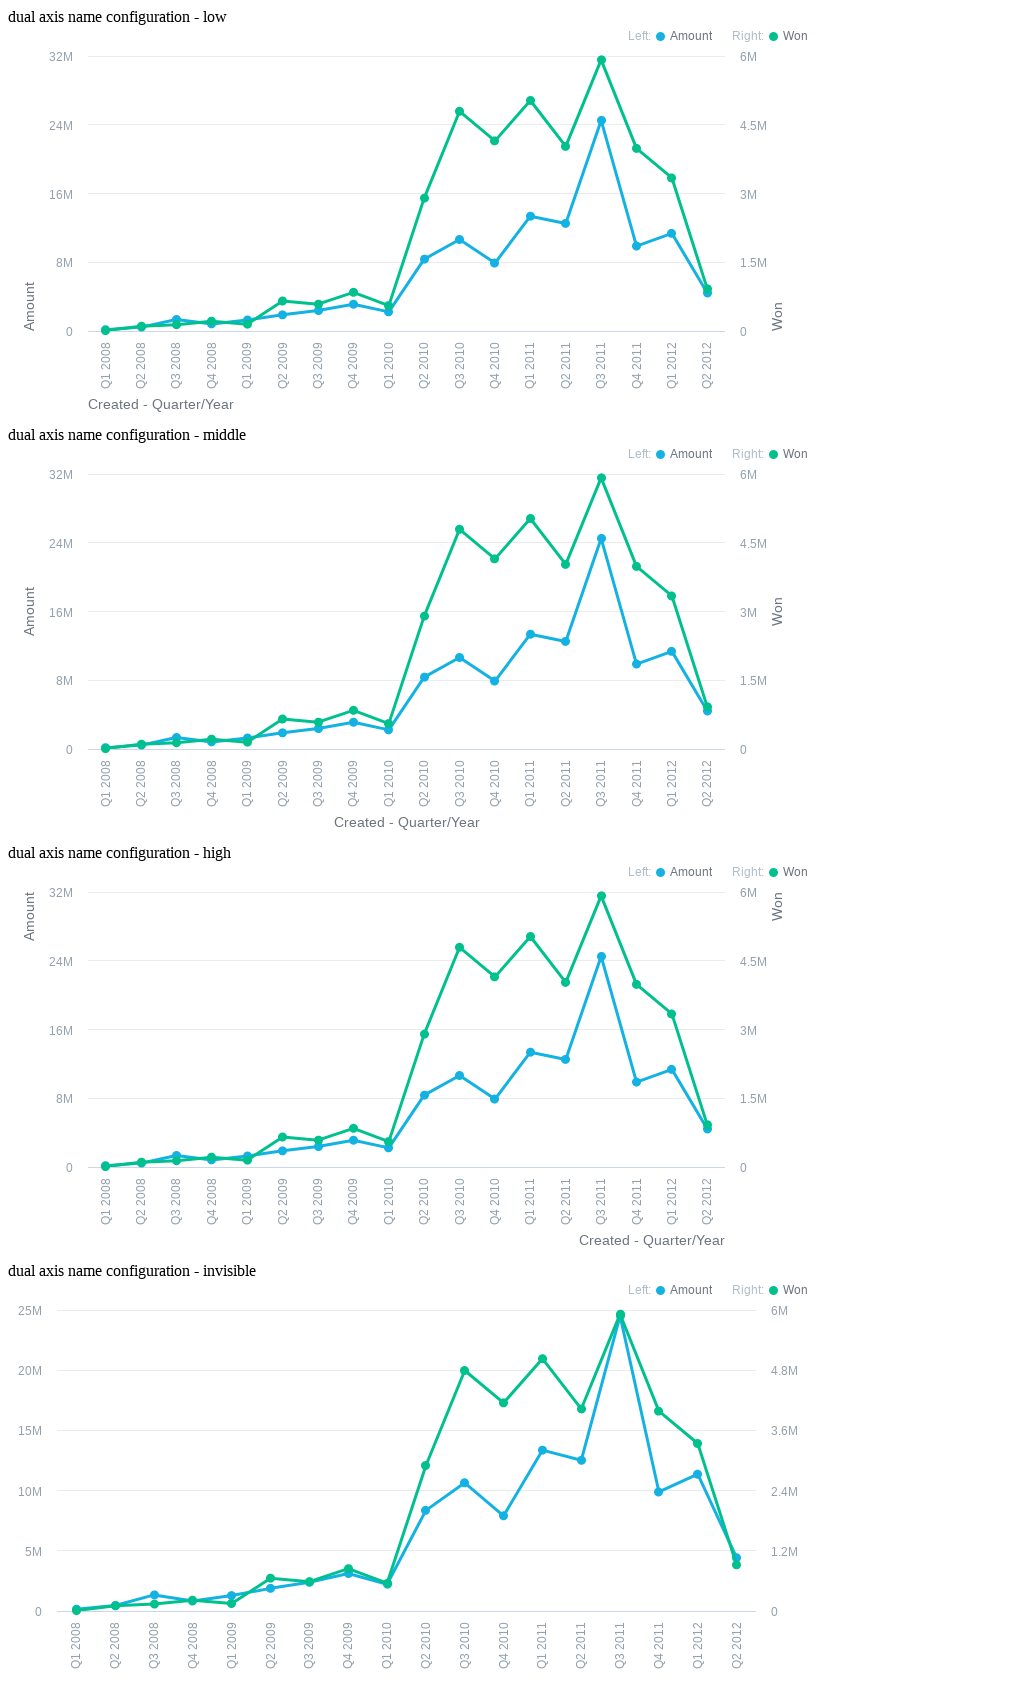 dual axis name configuration - low
Left: Amount Right: Won
32M 6M
24M 4.5M
16M 3M
8M 1.5M
Amount Won
0 0
Q1 2008 Q2 2008 Q3 2008 Q4 2008 Q1 2009 Q2 2009 Q3 2009 Q4 2009 Q1 2010 Q2 2010 Q3 2010 Q4 2010 Q1 2011 Q2 2011 Q3 2011 Q4 2011 Q1 2012 Q2 2012
Created - Quarter/Year
dual axis name configuration - middle
Left: Amount Right: Won
32M 6M
24M 4.5M
Amount Won
16M 3M
8M 1.5M
0 0
Q1 2008 Q2 2008 Q3 2008 Q4 2008 Q1 2009 Q2 2009 Q3 2009 Q4 2009 Q1 2010 Q2 2010 Q3 2010 Q4 2010 Q1 2011 Q2 2011 Q3 2011 Q4 2011 Q1 2012 Q2 2012
Created - Quarter/Year
dual axis name configuration - high
Left: Amount Right: Won
32M 6M
Amount Won
24M 4.5M
16M 3M
8M 1.5M
0 0
Q1 2008 Q2 2008 Q3 2008 Q4 2008 Q1 2009 Q2 2009 Q3 2009 Q4 2009 Q1 2010 Q2 2010 Q3 2010 Q4 2010 Q1 2011 Q2 2011 Q3 2011 Q4 2011 Q1 2012 Q2 2012
Created - Quarter/Year
dual axis name configuration - invisible
Left: Amount Right: Won
25M 6M
20M 4.8M
15M 3.6M
10M 2.4M
5M 1.2M
0 0
Q1 2008 Q2 2008 Q3 2008 Q4 2008 Q1 2009 Q2 2009 Q3 2009 Q4 2009 Q1 2010 Q2 2010 Q3 2010 Q4 2010 Q1 2011 Q2 2011 Q3 2011 Q4 2011 Q1 2012 Q2 2012